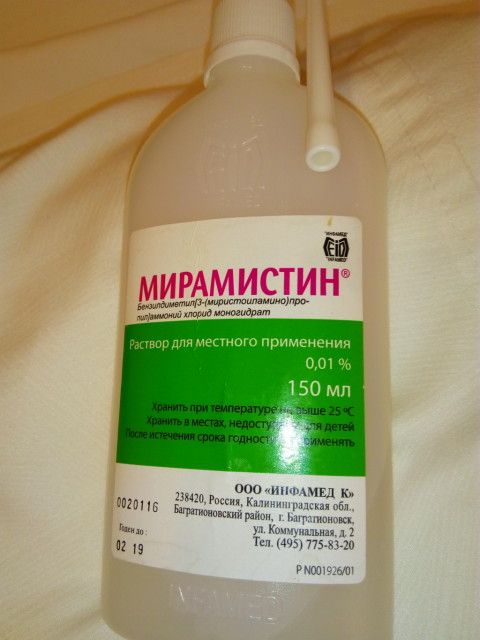 "ИНФАМЕД"
МИРАМИСТИН®
Бензилдиметил[3-(миристоиламино)про-
пил]аммоний хлорид моногидрат
Раствор для местного применения
0,01 %
150 мл
Хранить при температуре не выше 25 ºС
Хранить в местах, недоступных для детей
После истечения срока годности применять
ООО «ИНФАМЕД К»
238420, Россия, Калининградская обл.,
Багратионовский район, г. Багратионовск,
ул. Коммунальная, д. 2
Тел. (495) 775-83-20
0020116
Годен до :
02 19
Р N001926/01
INFAMED